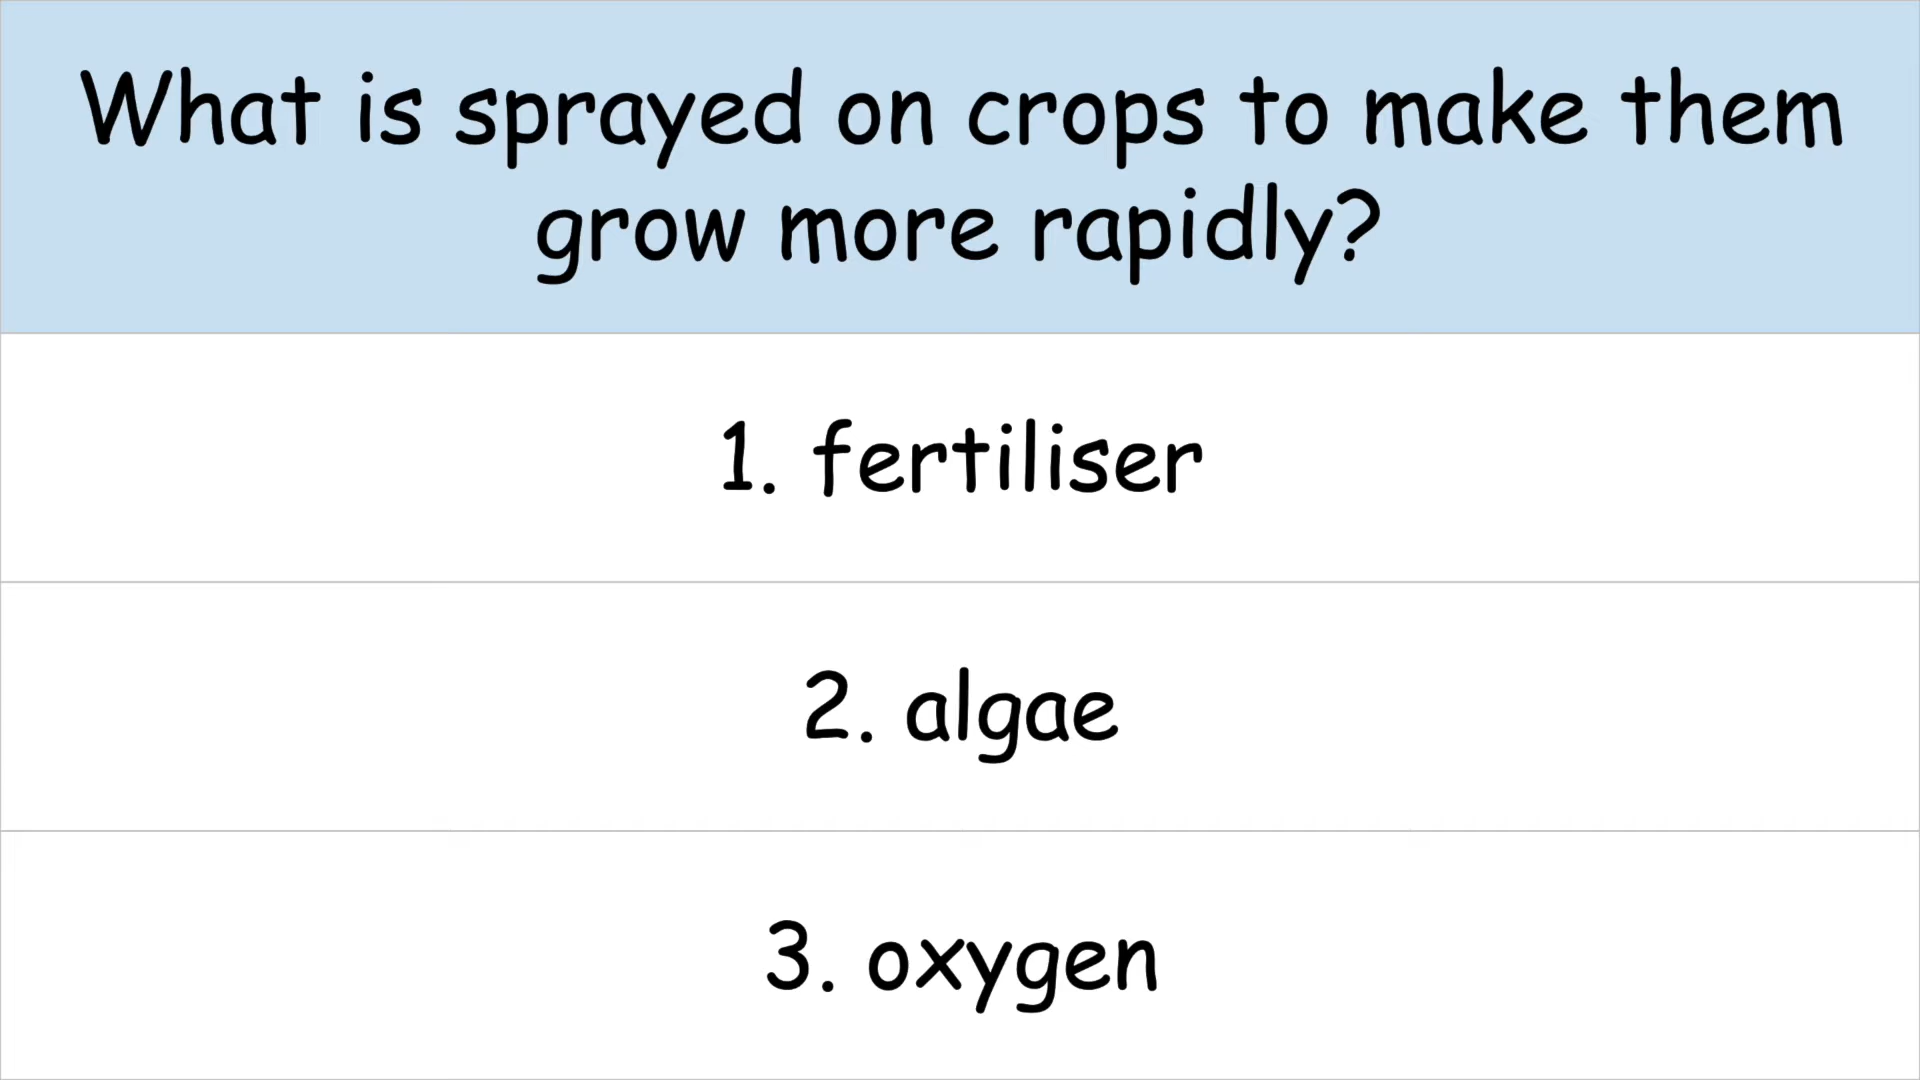 What is sprayed on crops to make them
grow more rapidly?
1. fertiliser
2. algae
3. oxygen